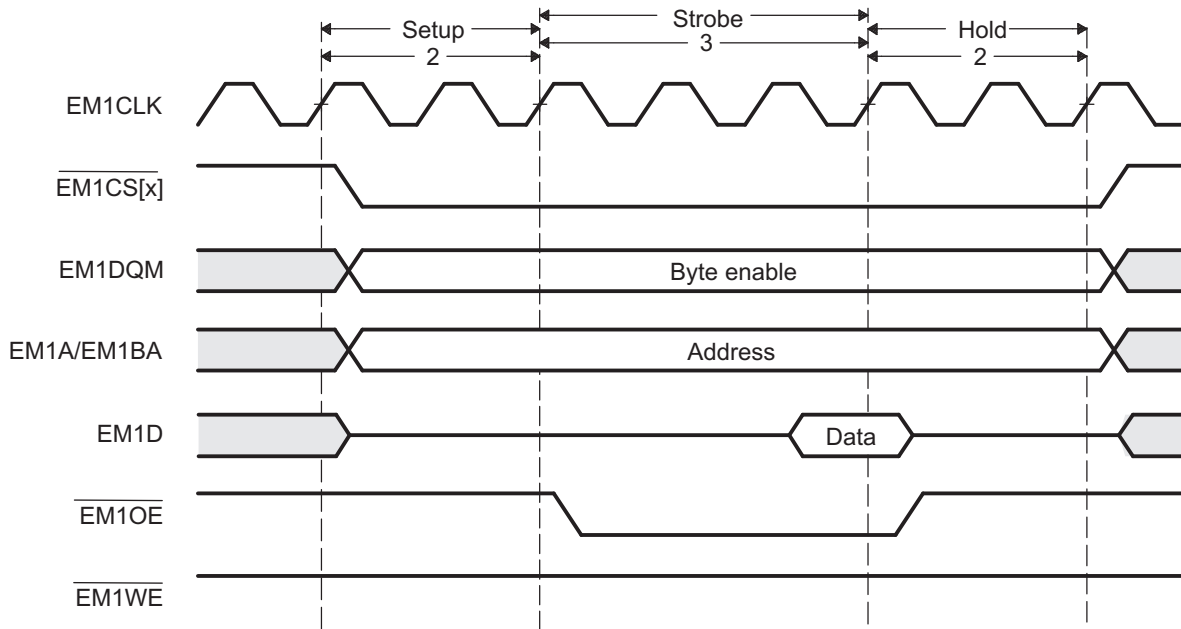 Setup
Strobe
Hold
2
3
2
EM1CLK
EM1CS[x]
EM1DQM
Byte enable
EM1A/EM1BA
Address
EM1D
Data
EM1OE
EM1WE